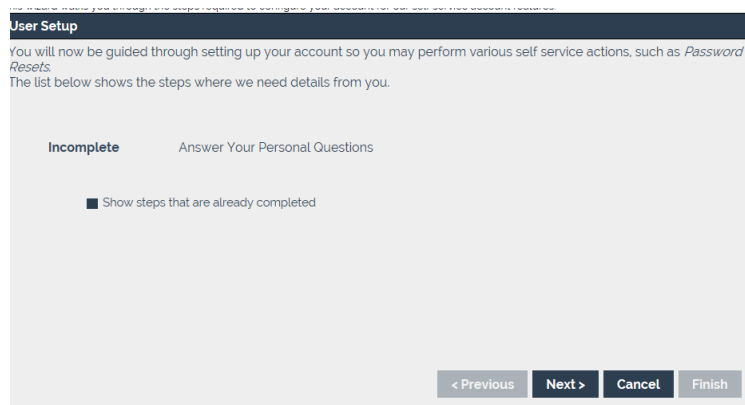 User Setup
You will now be guided through setting up your account so you may perform various self service actions, such as Password
Resets.
The list below shows the steps where we need details from you.
Incomplete Answer Your Personal Questions
Show steps that are already completed
< Previous Next > Cancel Finish